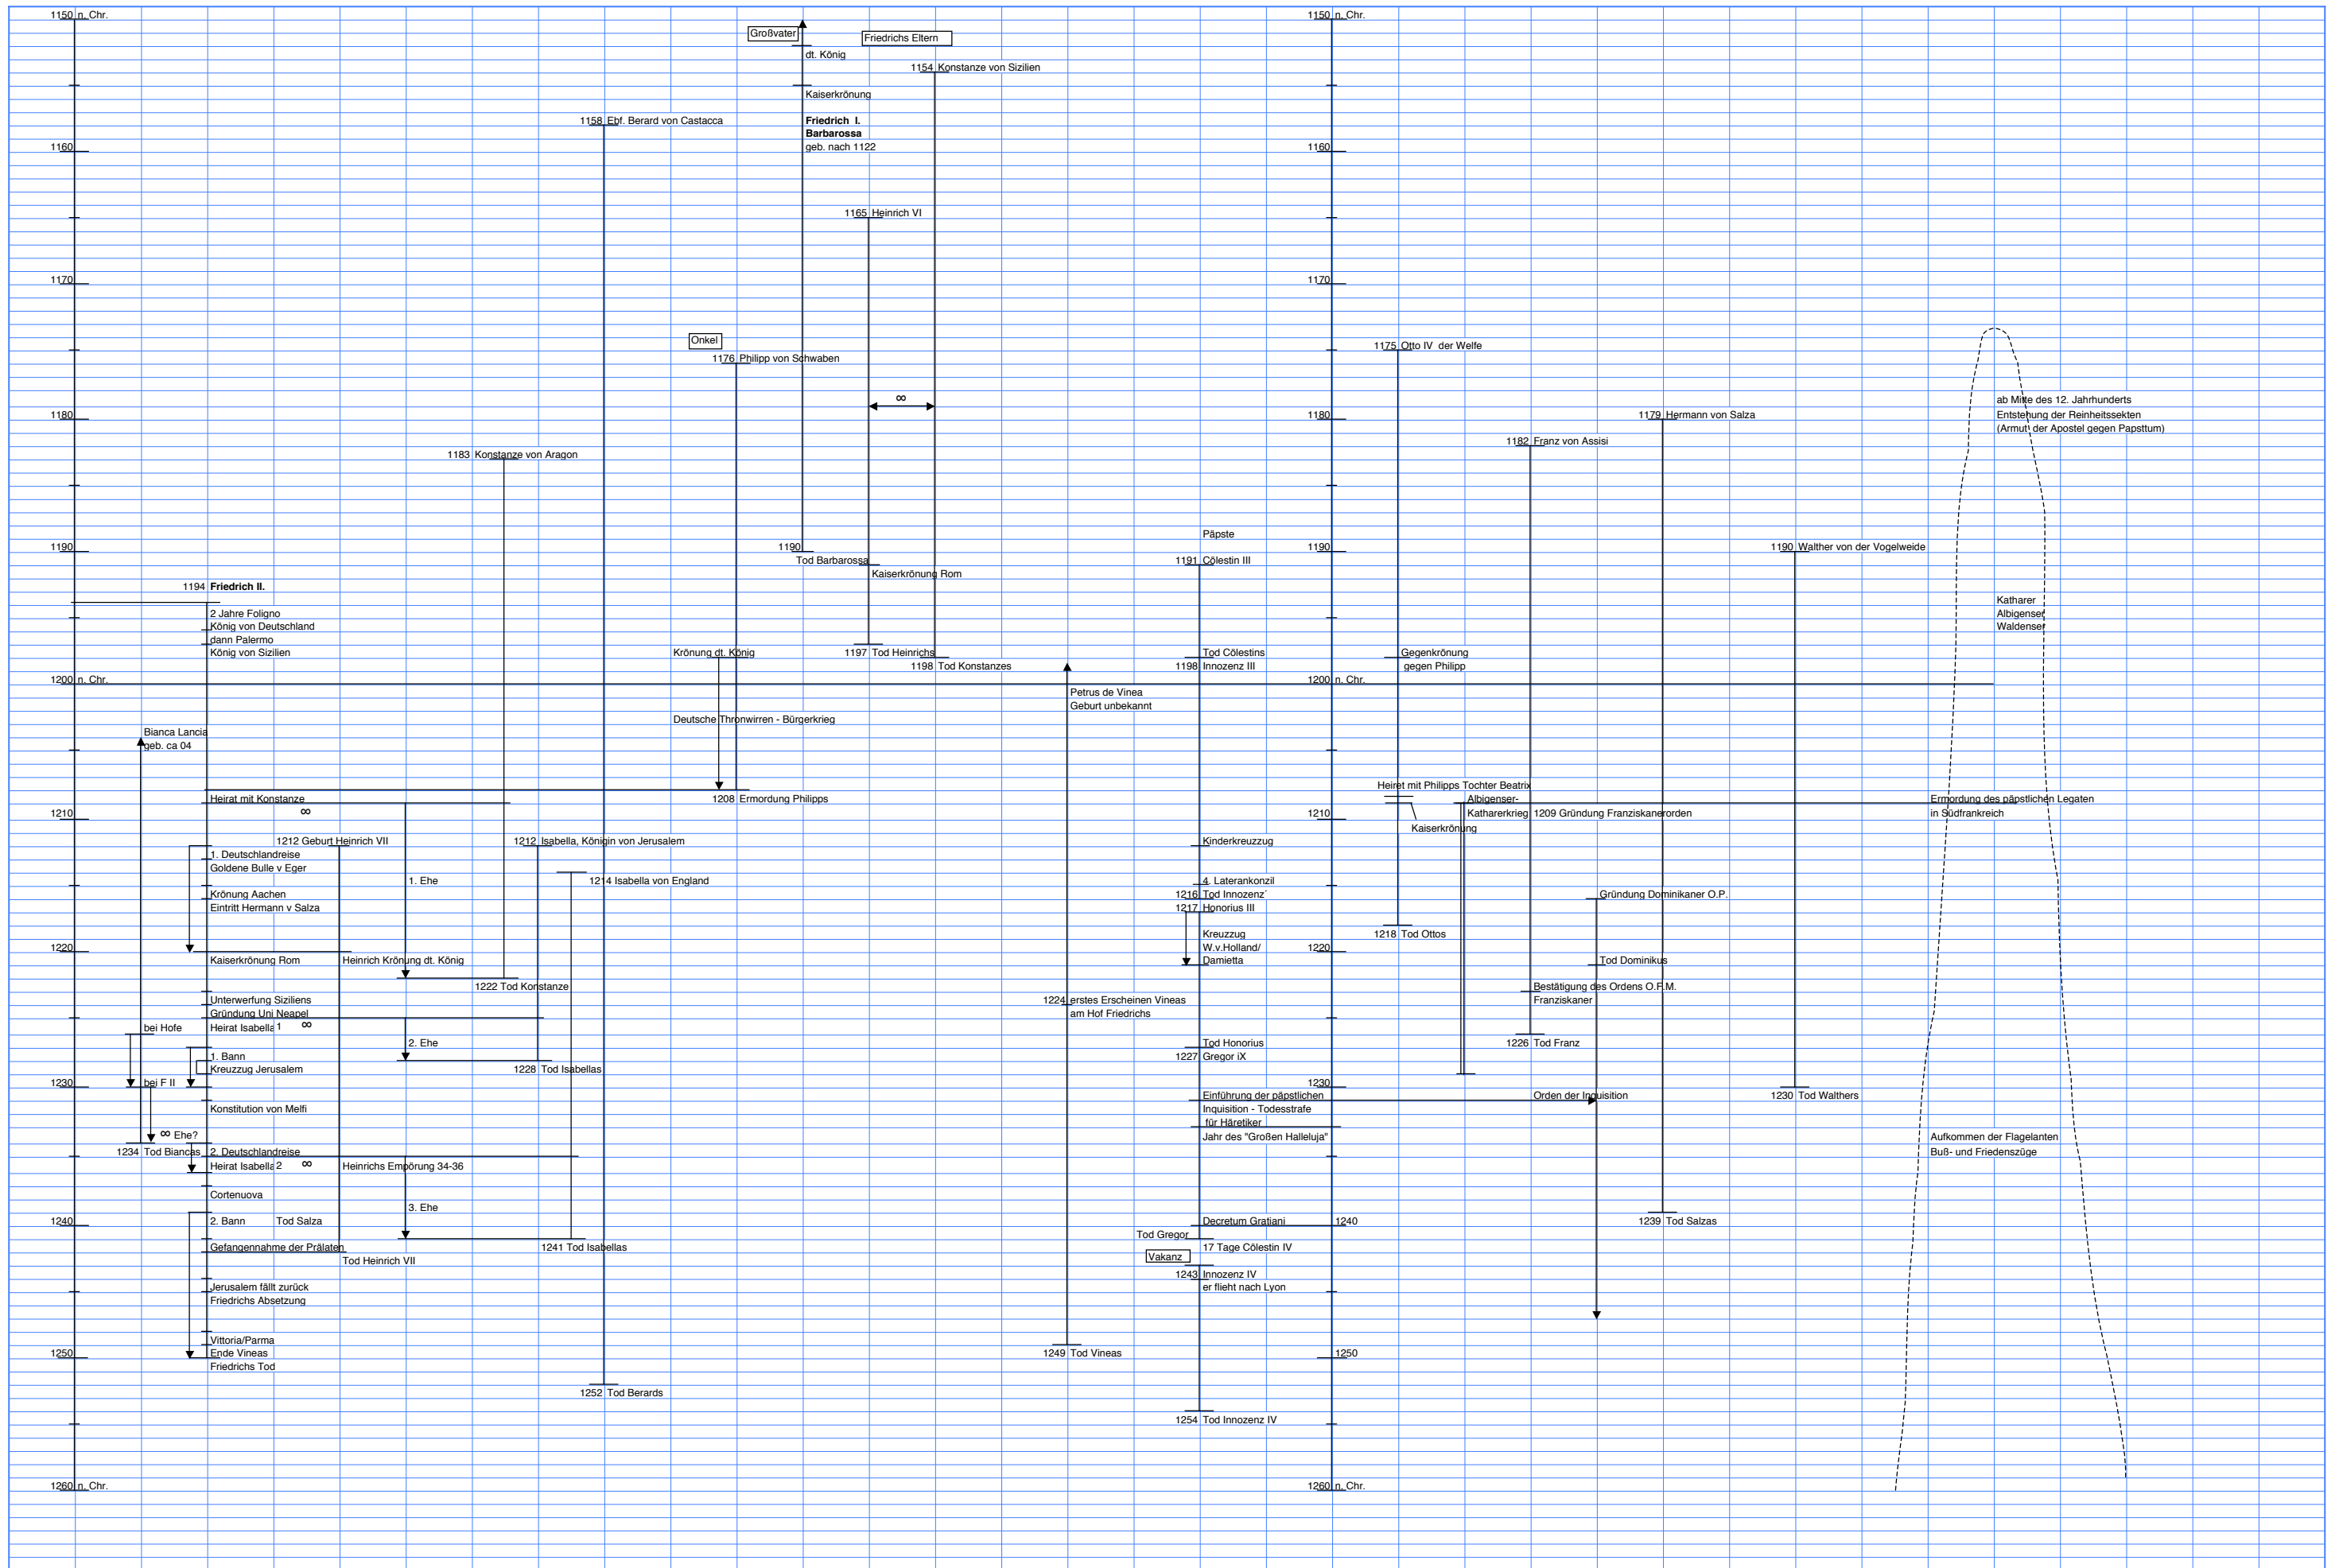 1150 n. Chr.
1150 n. Chr.
Großvater
Friedrichs Eltern
dt. König
1154 Konstanze von Sizilien
Kaiserkrönung
1158 Ebf. Berard von Castacca
Friedrich I.
Barbarossa
geb. nach 1122
1160
1160
1165 Heinrich VI
1170
1170
Onkel
1176 Philipp von Schwaben
1175 Otto IV der Welfe
∞
ab Mitte des 12. Jahrhunderts
Entstehung der Reinheitssekten
(Armut der Apostel gegen Papsttum)
1180
1180
1179 Hermann von Salza
1182 Franz von Assisi
1183 Konstanze von Aragon
Päpste
1190
1190
Tod Barbarossa
1190
1190 Walther von der Vogelweide
1191 Cölestin III
Kaiserkrönung Rom
1194 Friedrich II.
2 Jahre Foligno
König von Deutschland
dann Palermo
König von Sizilien
Katharer
Albigenser
Waldenser
Krönung dt. König
1197 Tod Heinrichs
1198 Tod Konstanzes
Tod Cölestins
1198 Innozenz III
Gegenkrönung
gegen Philipp
1200 n. Chr.
1200 n. Chr.
Petrus de Vinea
Geburt unbekannt
Deutsche Thronwirren - Bürgerkrieg
Bianca Lancia
geb. ca 04
Heirat mit Konstanze
∞
1208 Ermordung Philipps
Heiret mit Philipps Tochter Beatrix
Albigenser-
Katharerkrieg
1209 Gründung Franziskanerorden
Kaiserkrönung
Ermordung des päpstlichen Legaten
in Südfrankreich
1210
1210
1212 Geburt Heinrich VII
1212 Isabella, Königin von Jerusalem
Kinderkreuzzug
1. Deutschlandreise
Goldene Bulle v Eger
1. Ehe
1214 Isabella von England
4. Laterankonzil
Krönung Aachen
Eintritt Hermann v Salza
1216 Tod Innozenz´
1217 Honorius III
Gründung Dominikaner O.P.
Kreuzzug
W.v.Holland/
Damietta
1218 Tod Ottos
1220
1220
Kaiserkrönung Rom
Heinrich Krönung dt. König
Tod Dominikus
1222 Tod Konstanze
Bestätigung des Ordens O.F.M.
Franziskaner
Unterwerfung Siziliens
Gründung Uni Neapel
1224 erstes Erscheinen Vineas
am Hof Friedrichs
bei Hofe
Heirat Isabella 1
∞
2. Ehe
Tod Honorius
1227 Gregor iX
1226 Tod Franz
1. Bann
Kreuzzug Jerusalem
1228 Tod Isabellas
1230
bei F II
1230
Einführung der päpstlichen
Inquisition - Todesstrafe
für Häretiker
Jahr des "Großen Halleluja"
Orden der Inquisition
1230 Tod Walthers
Konstitution von Melfi
∞ Ehe?
1234 Tod Biancas
2. Deutschlandreise
Heirat Isabella 2
∞
Heinrichs Empörung 34-36
Aufkommen der Flagelanten
Buß- und Friedenszüge
Cortenuova
3. Ehe
1240
2. Bann
Tod Salza
Decretum Gratiani
1240
1239 Tod Salzas
Tod Gregor
Gefangennahme der Prälaten
1241 Tod Isabellas
17 Tage Cölestin IV
Tod Heinrich VII
Vakanz
1243 Innozenz IV
er flieht nach Lyon
Jerusalem fällt zurück
Friedrichs Absetzung
Vittoria/Parma
1250
Ende Vineas
Friedrichs Tod
1249 Tod Vineas
1250
1252 Tod Berards
1254 Tod Innozenz IV
1260 n. Chr.
1260 n. Chr.